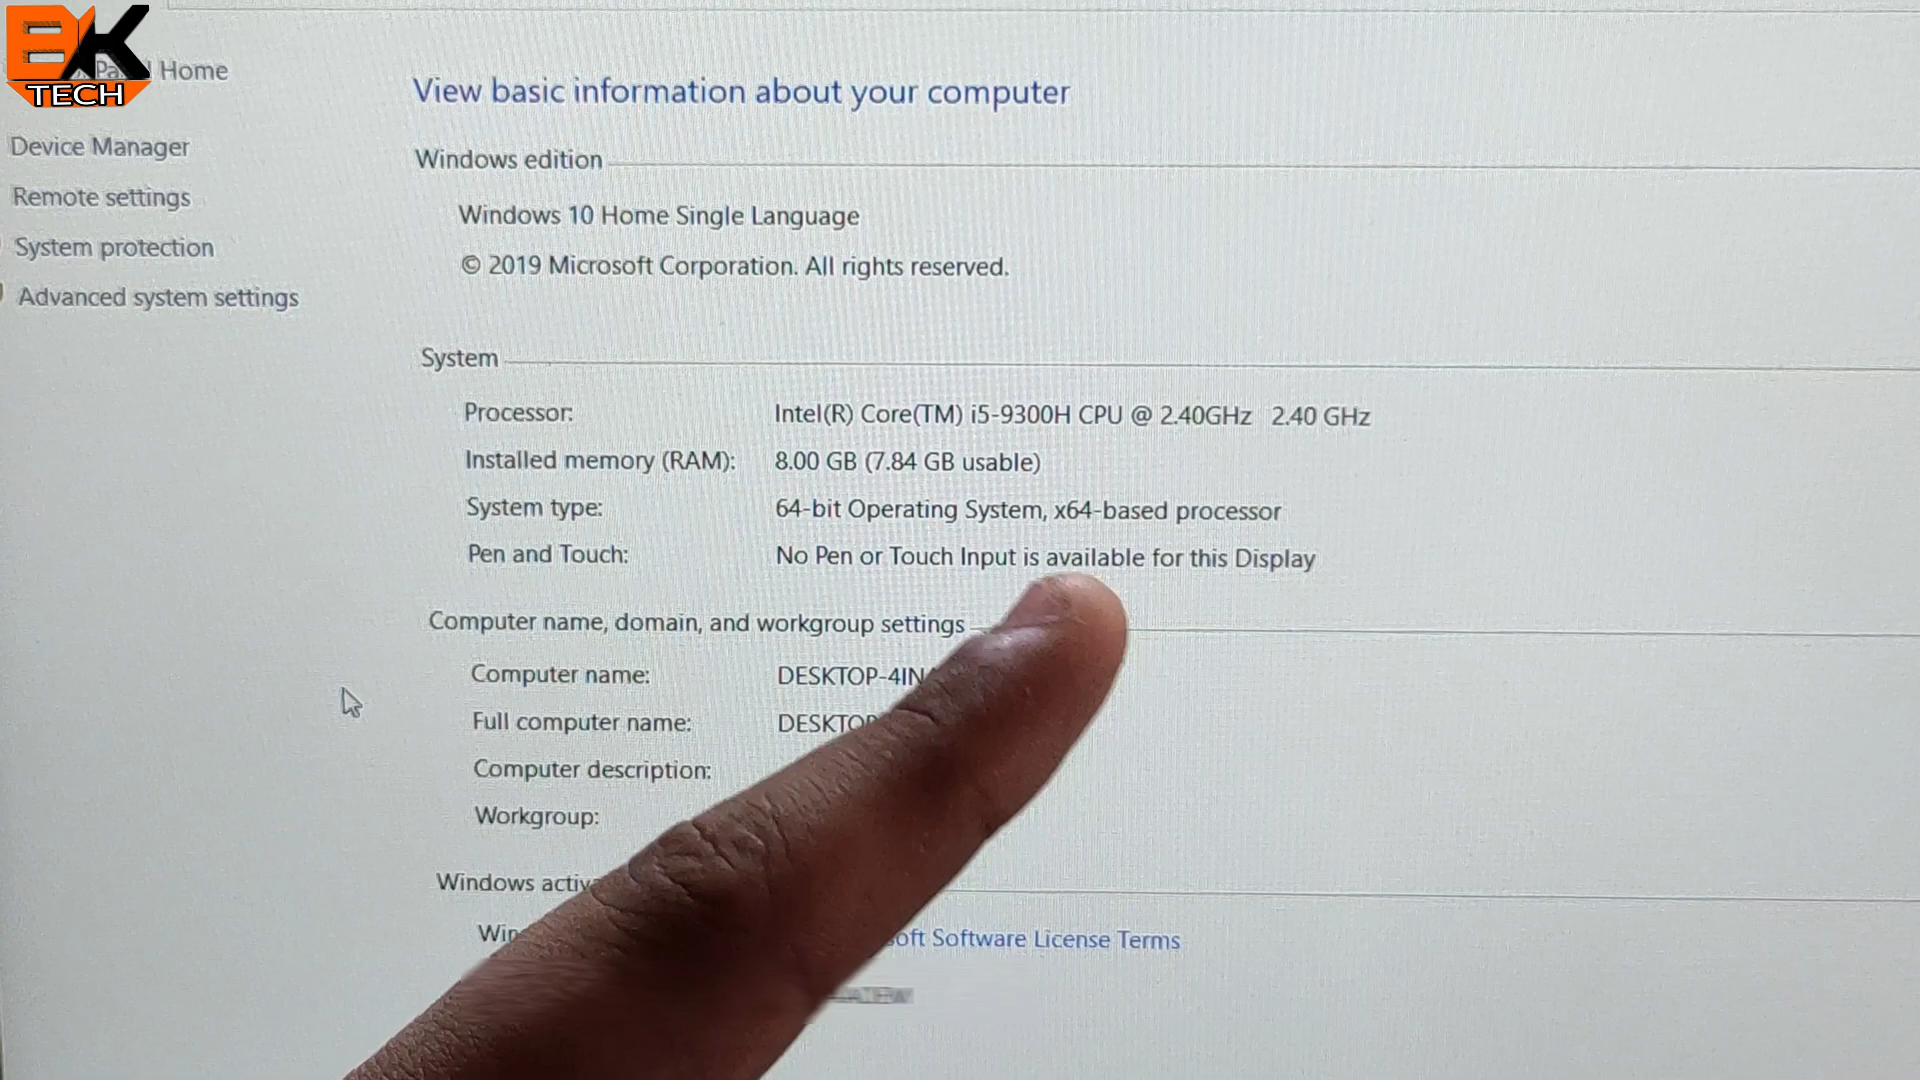 BK
TECH
Home
Device Manager
Remote settings
System protection
Advanced system settings
View basic information about your computer
Windows edition
Windows 10 Home Single Language
© 2019 Microsoft Corporation. All rights reserved.
System
Processor: Intel(R) Core(TM) i5-9300H CPU @ 2.40GHz 2.40 GHz
Installed memory (RAM): 8.00 GB (7.84 GB usable)
System type: 64-bit Operating System, x64-based processor
Pen and Touch: No Pen or Touch Input is available for this Display
Computer name, domain, and workgroup settings
Computer name: DESKTOP-4IN
Full computer name: DESKTOP
Computer description:
Workgroup:
Windows activ
Win
soft Software License Terms